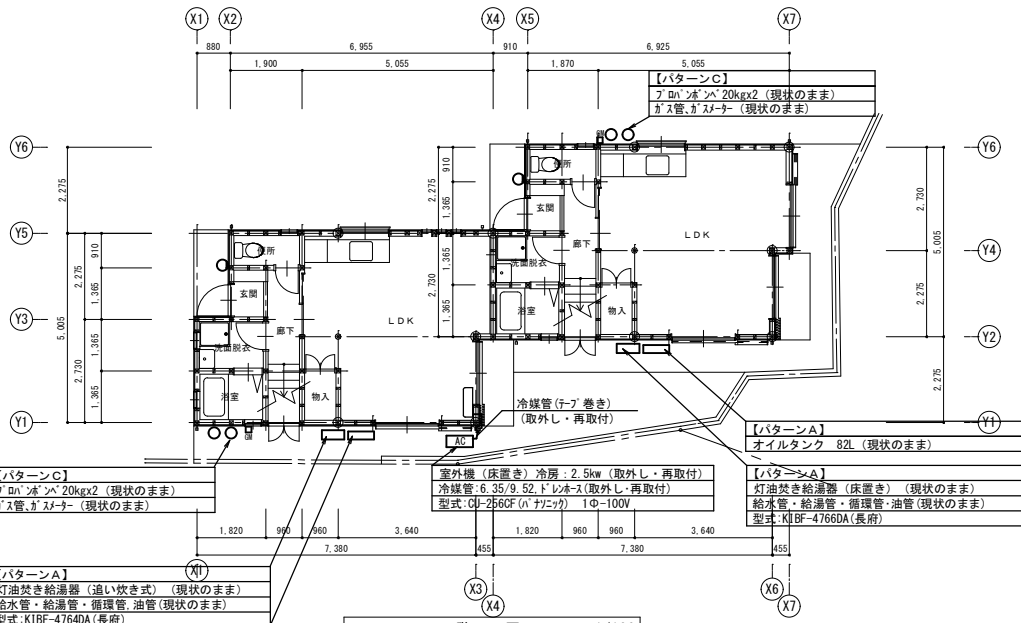 X1
X2
X4
X5
X7
880
6,955
910
6,925
1,900
5,055
1,870
5,055
【パターンC】
プロパンボンベ 20kgx2 (現状のまま)
ガス管、ガスメーター (現状のまま)
Y6
Y6
Y5
Y4
Y3
Y2
Y1
Y1
2,275
910
2,275
1,365
2,730
5,005
2,275
2,275
910
2,275
1,365
5,005
1,365
2,730
1,365
1,365
2,730
1,365
GM
便所
玄関
廊下
LDK
洗面脱衣
浴室
物入
便所
玄関
廊下
LDK
洗面脱衣
浴室
物入
GM
AC
冷媒管(テープ巻き)
(取外し・再取付)
【パターンA】
オイルタンク 82L (現状のまま)
【パターンC】
プロパンボンベ 20kgx2 (現状のまま)
ガス管、ガスメーター (現状のまま)
室外機 (床置き) 冷房:2.5kw (取外し・再取付)
冷媒管:6.35/9.52,ドレンホース(取外し・再取付)
型式:CU-256CF(パナソニック) 1Φ-100V
【パターンA】
灯油焚き給湯器 (床置き) (現状のまま)
給水管・給湯管・循環管・油管(現状のまま)
型式:KIBF-4766DA(長府)
1,820
960
960
3,640
1,820
960
960
3,640
7,380
455
7,380
455
X1
X3
X4
X6
X7
【パターンA】
灯油焚き給湯器 (追い炊き式) (現状のまま)
給水管・給湯管・循環管,油管(現状のまま)
型式:KIBF-4764DA(長府)